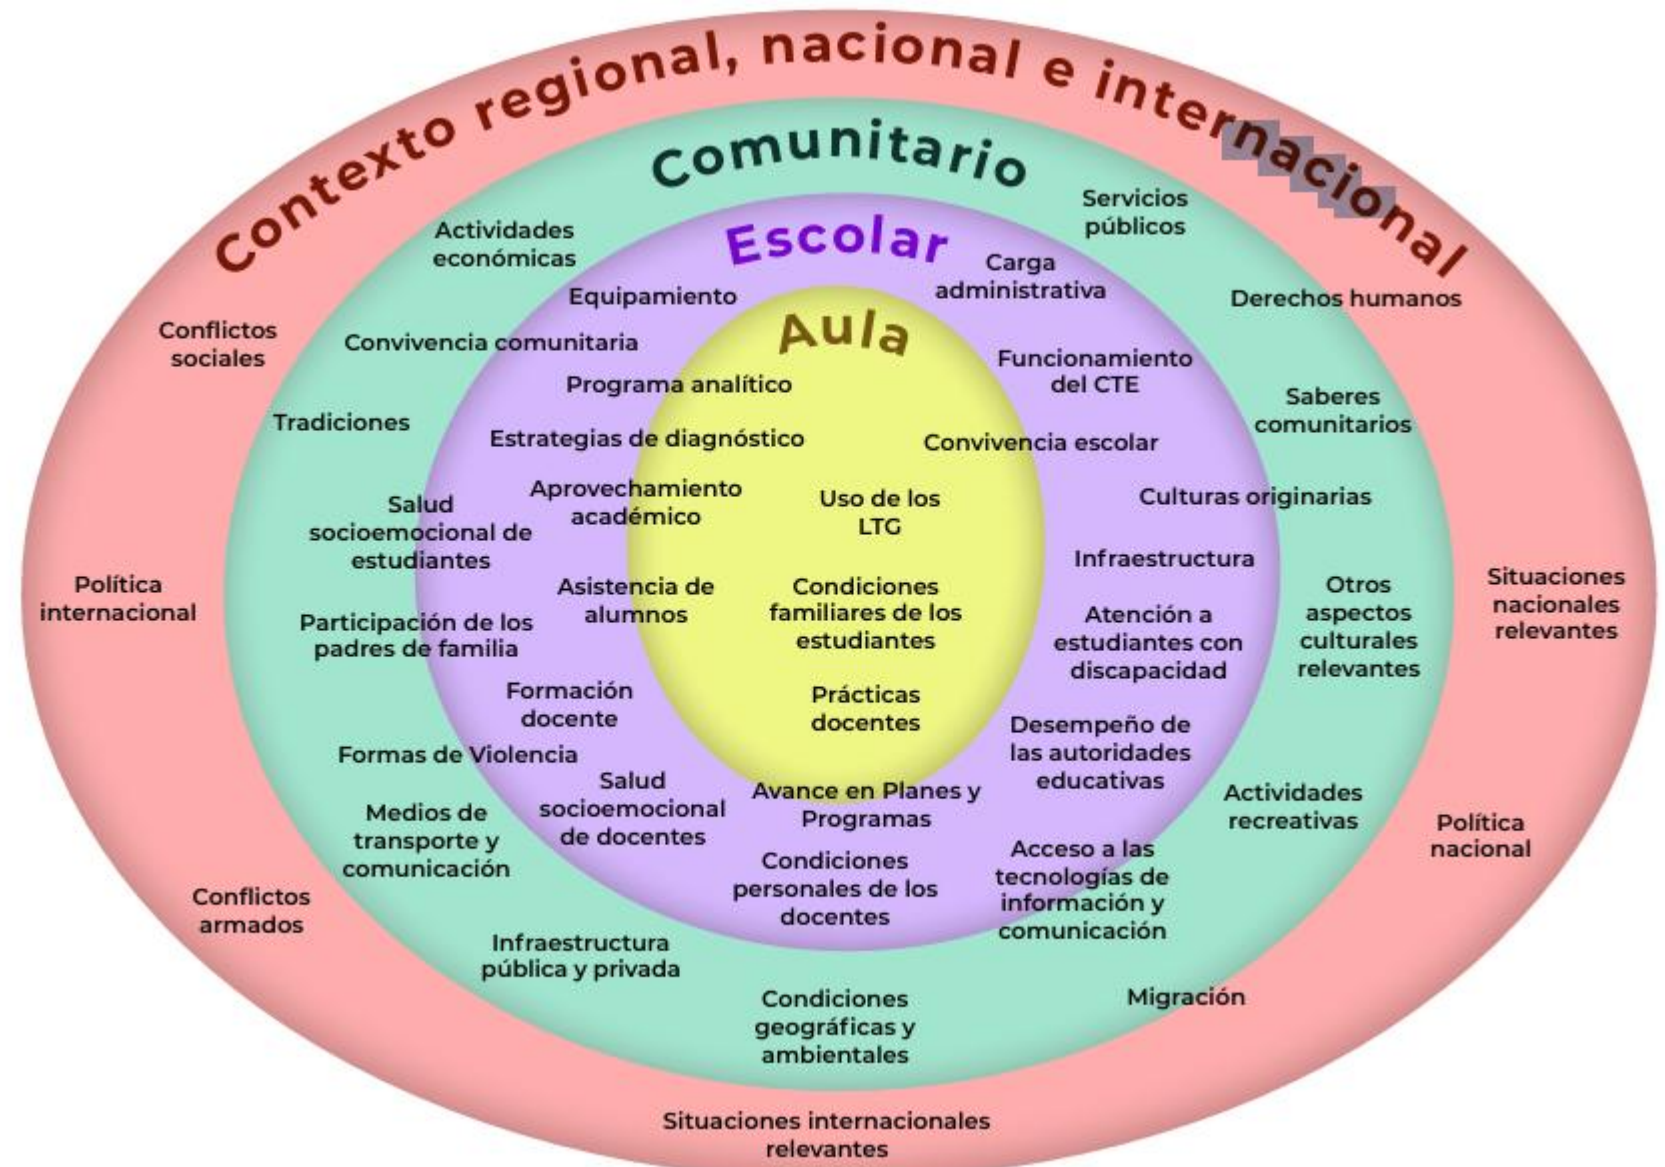 Contexto regional, nacional e internacional
Comunitario
Servicios
públicos
Actividades
económicas
Escolar
Carga
administrativa
Equipamiento
Derechos humanos
Aula
Conflictos
sociales
Convivencia comunitaria
Funcionamiento
del CTE
Programa analítico
Saberes
comunitarios
Tradiciones
Estrategias de diagnóstico
Convivencia escolar
Aprovechamiento
académico
Uso de los
LTG
Culturas originarias
Salud
socioemocional de
estudiantes
Infraestructura
Política
internacional
Asistencia de
alumnos
Condiciones
familiares de los
estudiantes
Otros
aspectos
culturales
relevantes
Situaciones
nacionales
relevantes
Participación de los
padres de familia
Atención a
estudiantes con
discapacidad
Formación
docente
Prácticas
docentes
Desempeño de
las autoridades
educativas
Formas de Violencia
Salud
socioemocional
de docentes
Avance en Planes y
Programas
Actividades
recreativas
Medios de
transporte y
comunicación
Política
nacional
Condiciones
personales de los
docentes
Acceso a las
tecnologías de
información y
comunicación
Conflictos
armados
Infraestructura
pública y privada
Condiciones
geográficas y
ambientales
Migración
Situaciones internacionales
relevantes